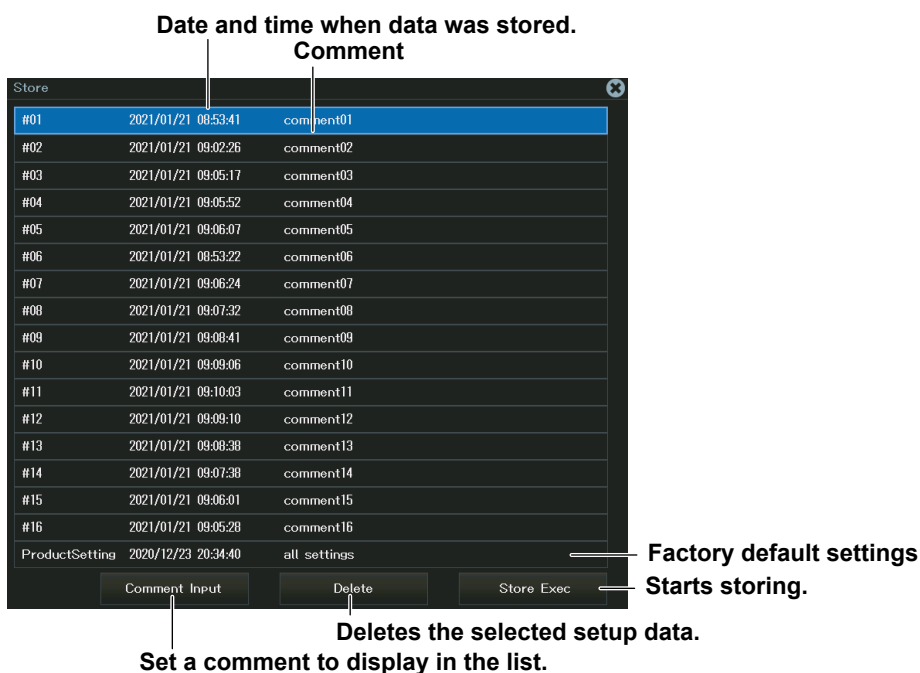 Date and time when data was stored.
Comment
Store
#01 2021/01/21 08:53:41 comment01
#02 2021/01/21 09:02:26 comment02
#03 2021/01/21 09:05:17 comment03
#04 2021/01/21 09:05:52 comment04
#05 2021/01/21 09:06:07 comment05
#06 2021/01/21 08:53:22 comment06
#07 2021/01/21 09:06:24 comment07
#08 2021/01/21 09:07:32 comment08
#09 2021/01/21 09:08:41 comment09
#10 2021/01/21 09:09:06 comment10
#11 2021/01/21 09:10:03 comment11
#12 2021/01/21 09:09:10 comment12
#13 2021/01/21 09:08:38 comment13
#14 2021/01/21 09:07:38 comment14
#15 2021/01/21 09:06:01 comment15
#16 2021/01/21 09:05:28 comment16
ProductSetting 2020/12/23 20:34:40 all settings
Factory default settings
Comment Input Delete Store Exec
Starts storing.
Deletes the selected setup data.
Set a comment to display in the list.